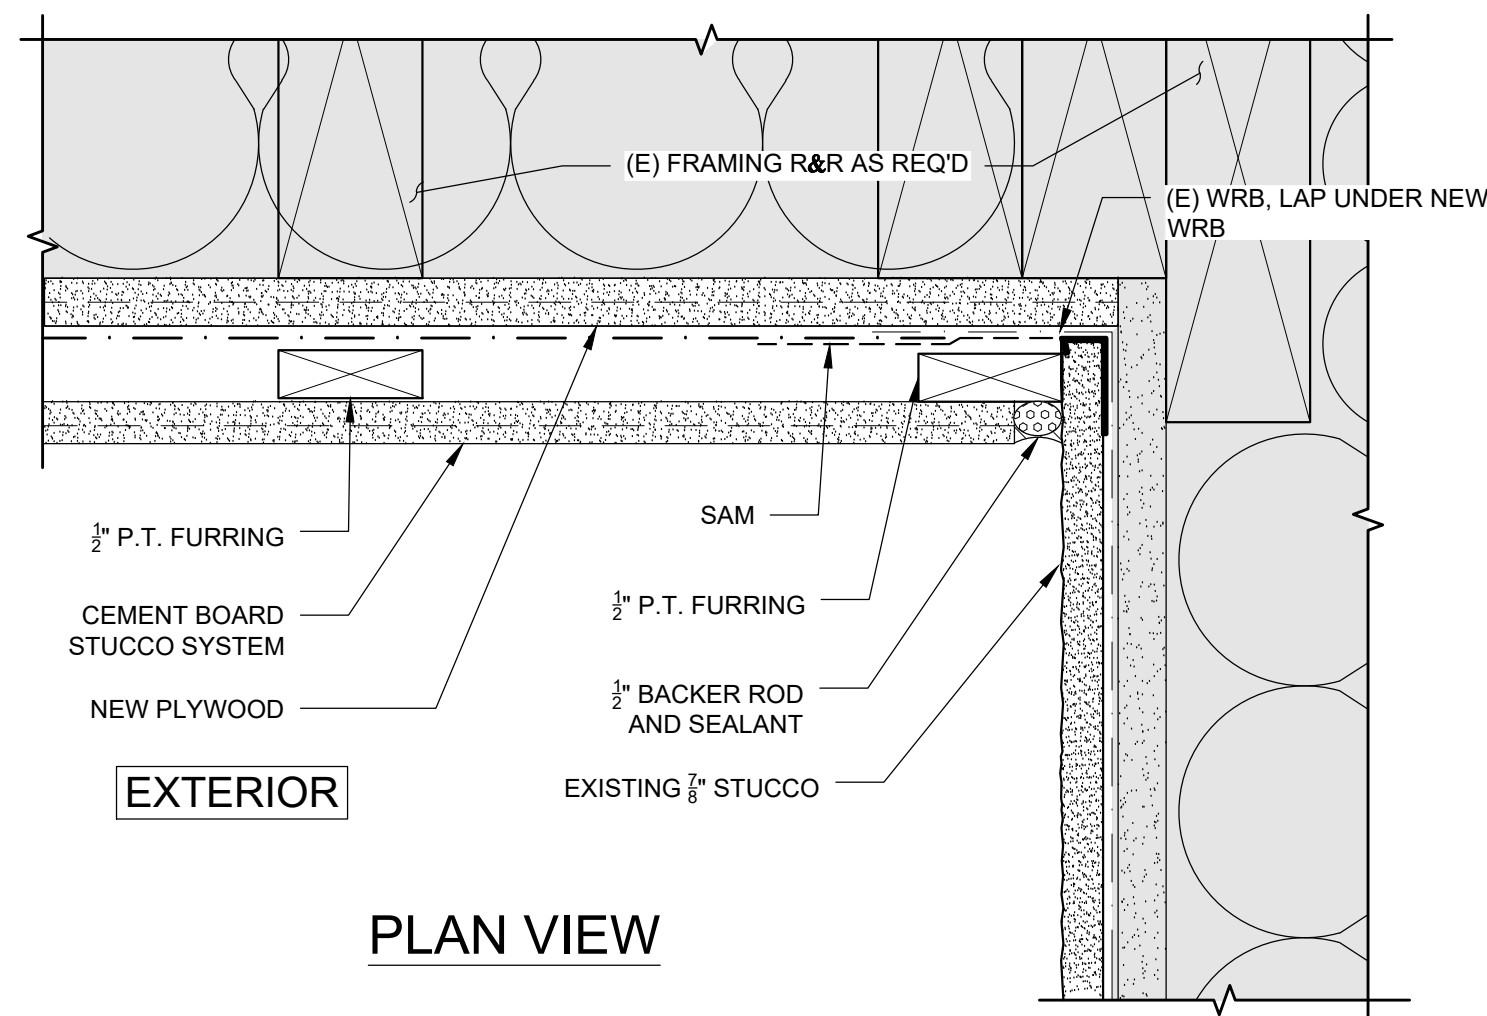 (E) FRAMING R&R AS REQ'D
(E) WRB, LAP UNDER NEW
WRB
½" P.T. FURRING
CEMENT BOARD
STUCCO SYSTEM
NEW PLYWOOD
SAM
½" P.T. FURRING
½" BACKER ROD
AND SEALANT
EXISTING ⅞" STUCCO
EXTERIOR
PLAN VIEW